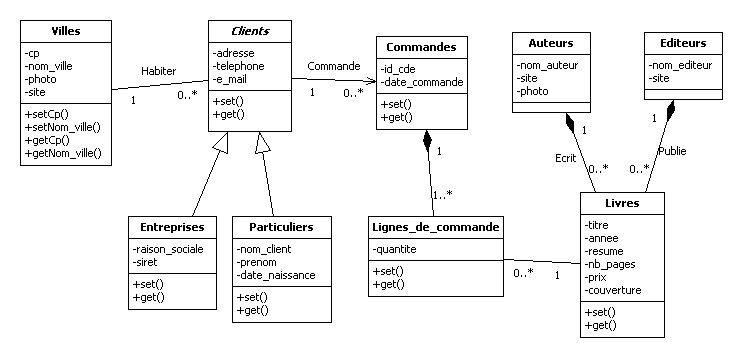 Villes
-cp
-nom_ville
-photo
-site
+setCp()
+setNom_ville()
+getCp()
+getNom_ville()
Habiter
1
0..*
Clients
-adresse
-telephone
-e_mail
+set()
+get()
Commande
1
0..*
Commandes
-id_cde
-date_commande
+set()
+get()
1
1..*
Auteurs
-nom_auteur
-site
-photo
1
Ecrit
0..*
Editeurs
-nom_editeur
-site
1
Publie
0..*
Entreprises
-raison_sociale
-siret
+set()
+get()
Particuliers
-nom_client
-prenom
-date_naissance
+set()
+get()
Lignes_de_commande
-quantite
+set()
+get()
0..*
1
Livres
-titre
-annee
-resume
-nb_pages
-prix
-couverture
+set()
+get()